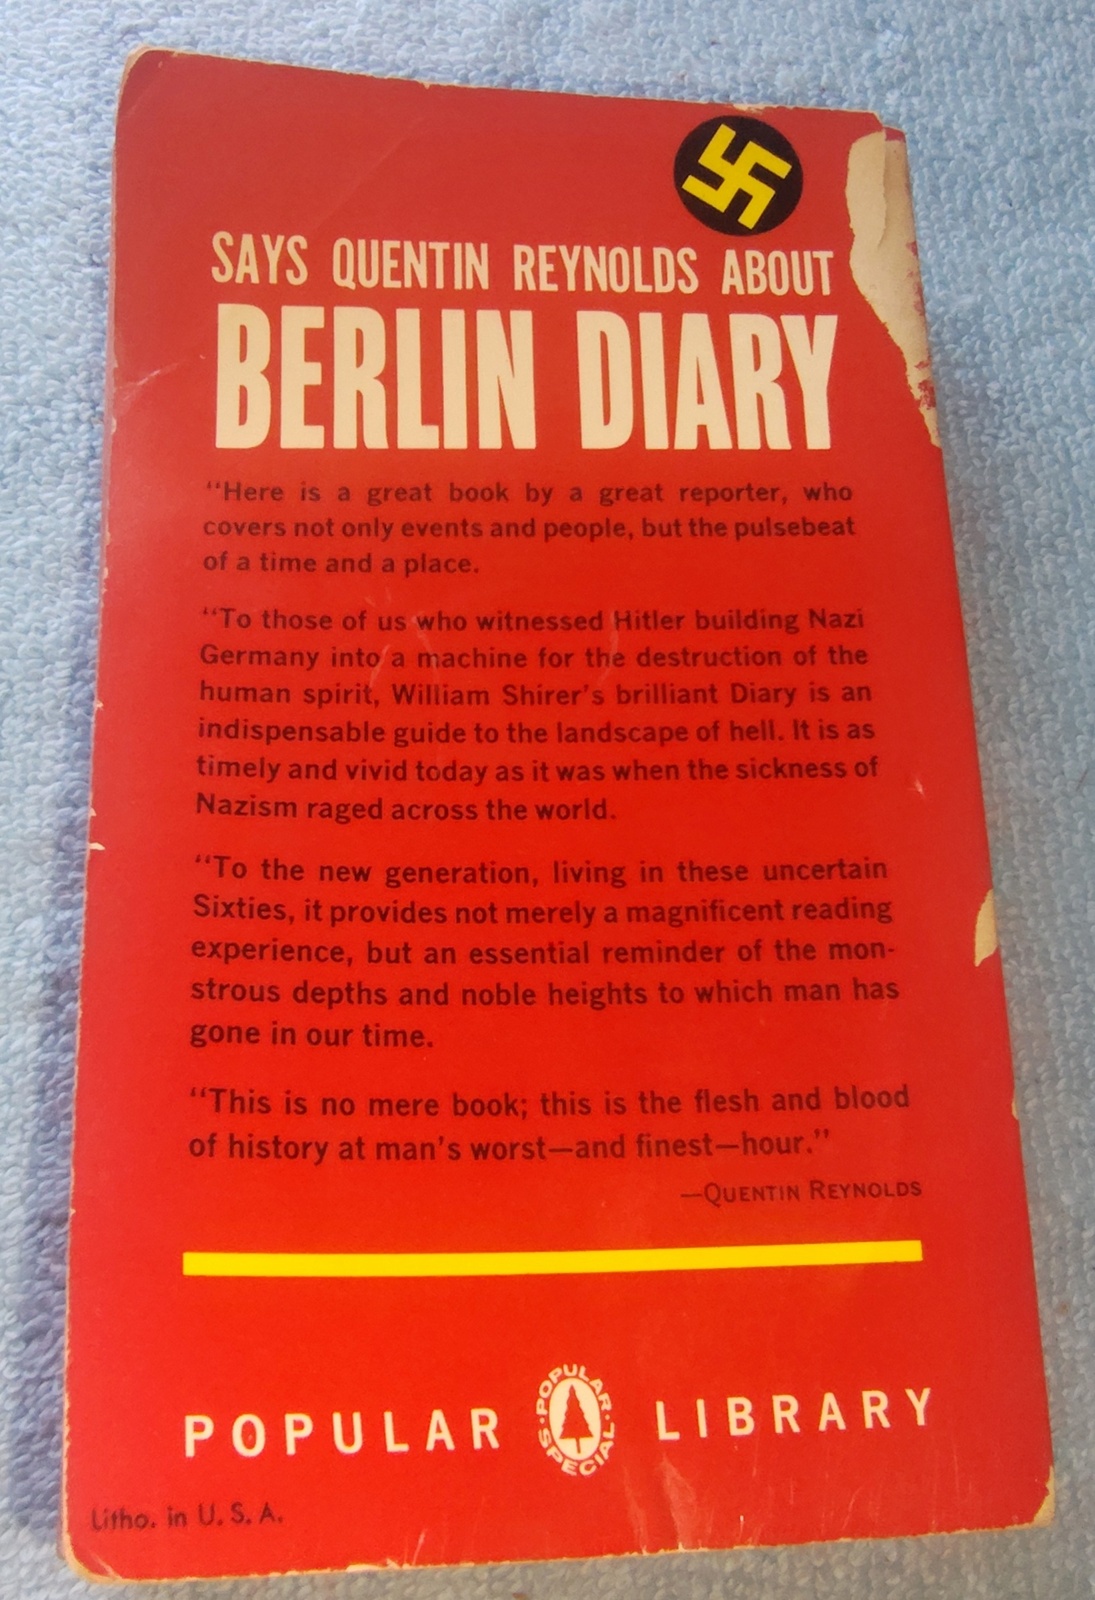 SAYS QUENTIN REYNOLDS ABOUT
BERLIN DIARY
“Here is a great book by a great reporter, who
covers not only events and people, but the pulsebeat
of a time and a place.
“To those of us who witnessed Hitler building Nazi
Germany into a machine for the destruction of the
human spirit, William Shirer's brilliant Diary is an
indispensable guide to the landscape of hell. It is as
timely and vivid today as it was when the sickness of
Nazism raged across the world.
“To the new generation, living in these uncertain
Sixties, it provides not merely a magnificent reading
experience, but an essential reminder of the mon-
strous depths and noble heights to which man has
gone in our time.
“This is no mere book; this is the flesh and blood
of history at man's worst—and finest—hour.”
—QUENTIN REYNOLDS
POPULAR
POPULAR · SPECIAL ·
LIBRARY
Litho. in U. S. A.